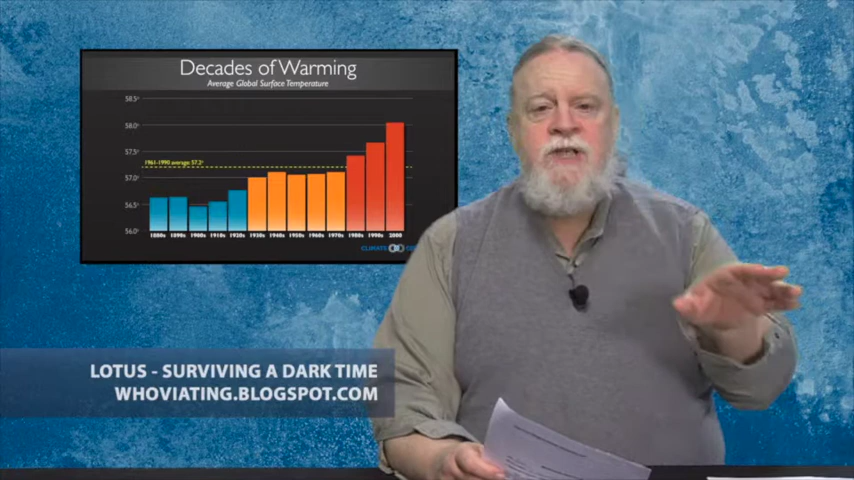 Decades of Warming
Average Global Surface Temperature
58.5°
58.0°
57.5°
1961-1990 average: 57.2°
57.0°
56.5°
56.0°
1880s 1890s 1900s 1910s 1920s 1930s 1940s 1950s 1960s 1970s 1980s 1990s 2000
CLIMATE
LOTUS - SURVIVING A DARK TIME
WHOVIATING.BLOGSPOT.COM